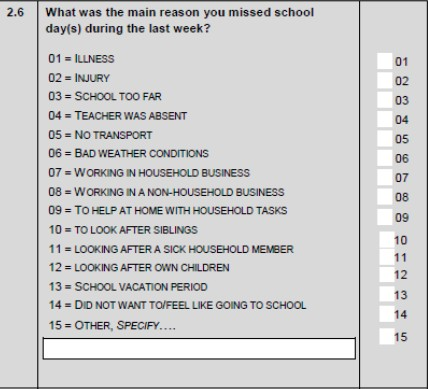 2.6 What was the main reason you missed school
day(s) during the last week?
01 = ILLNESS 01
02 = INJURY 02
03 = SCHOOL TOO FAR 03
04 = TEACHER WAS ABSENT 04
05 = NO TRANSPORT 05
06 = BAD WEATHER CONDITIONS 06
07 = WORKING IN HOUSEHOLD BUSINESS 07
08 = WORKING IN A NON-HOUSEHOLD BUSINESS 08
09 = TO HELP AT HOME WITH HOUSEHOLD TASKS 09
10 = TO LOOK AFTER SIBLINGS 10
11 = LOOKING AFTER A SICK HOUSEHOLD MEMBER 11
12 = LOOKING AFTER OWN CHILDREN 12
13 = SCHOOL VACATION PERIOD 13
14 = DID NOT WANT TO/FEEL LIKE GOING TO SCHOOL 14
15 = OTHER, SPECIFY.... 15